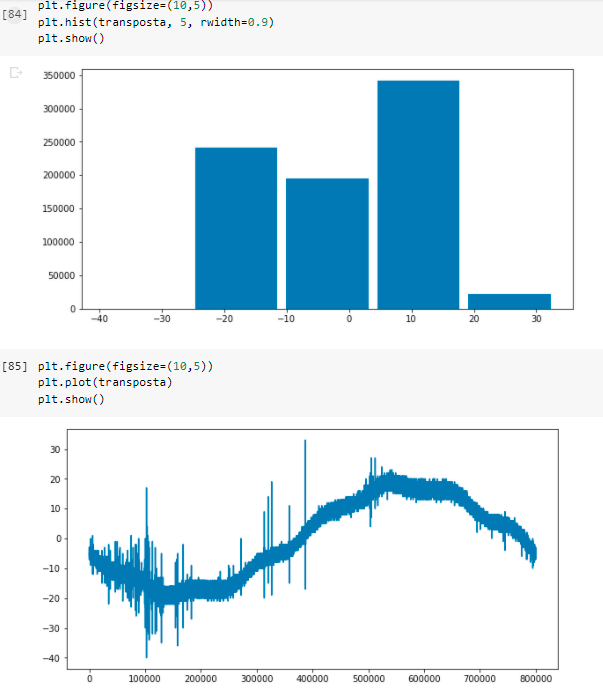 [84]
plt.figure(figsize=(10,5))
plt.hist(transposta, 5, rwidth=0.9)
plt.show()
350000
300000
250000
200000
150000
100000
50000
0
−40 −30 −20 −10 0 10 20 30
[85] plt.figure(figsize=(10,5))
plt.plot(transposta)
plt.show()
30
20
10
0
−10
−20
−30
−40
0 100000 200000 300000 400000 500000 600000 700000 800000